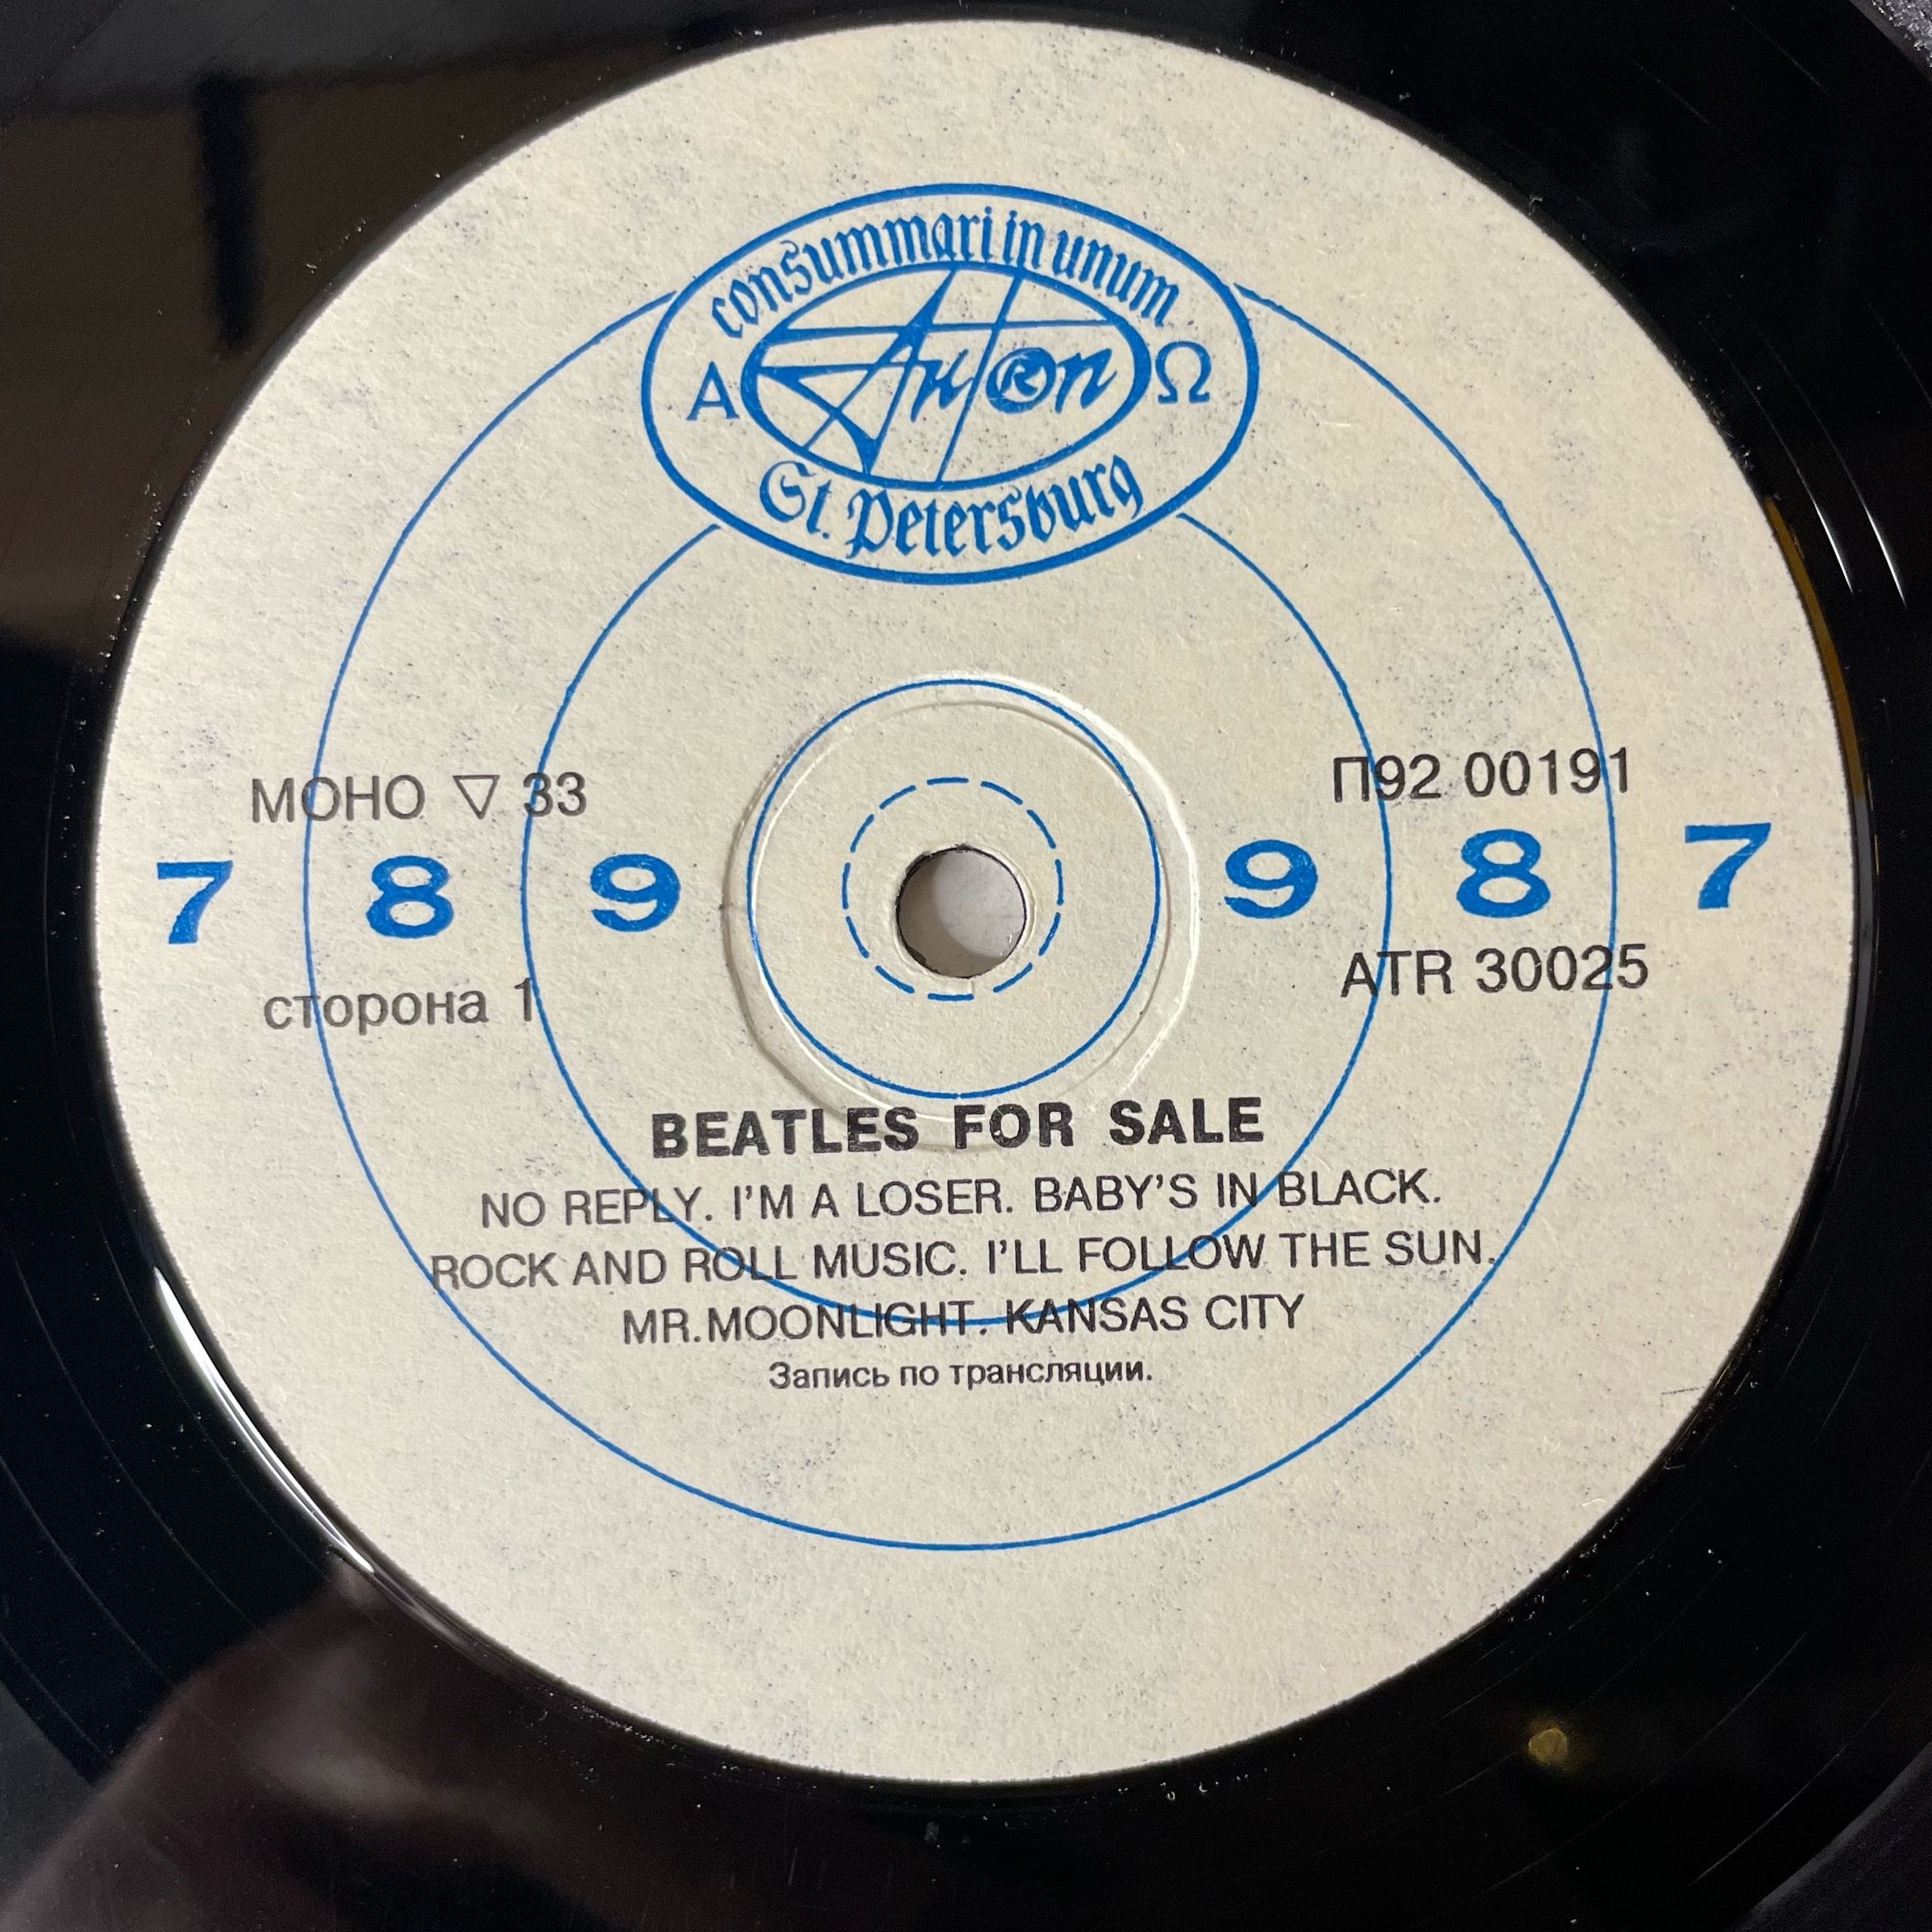 consummari in unum
Α AnTon Ω
St. Petersburg
МОНО ▽ 33
П92 00191
7 8 9 9 8 7
сторона 1
ATR 30025
BEATLES FOR SALE
NO REPLY. I'M A LOSER. BABY'S IN BLACK.
ROCK AND ROLL MUSIC. I'LL FOLLOW THE SUN.
MR.MOONLIGHT. KANSAS CITY
Запись по трансляции.